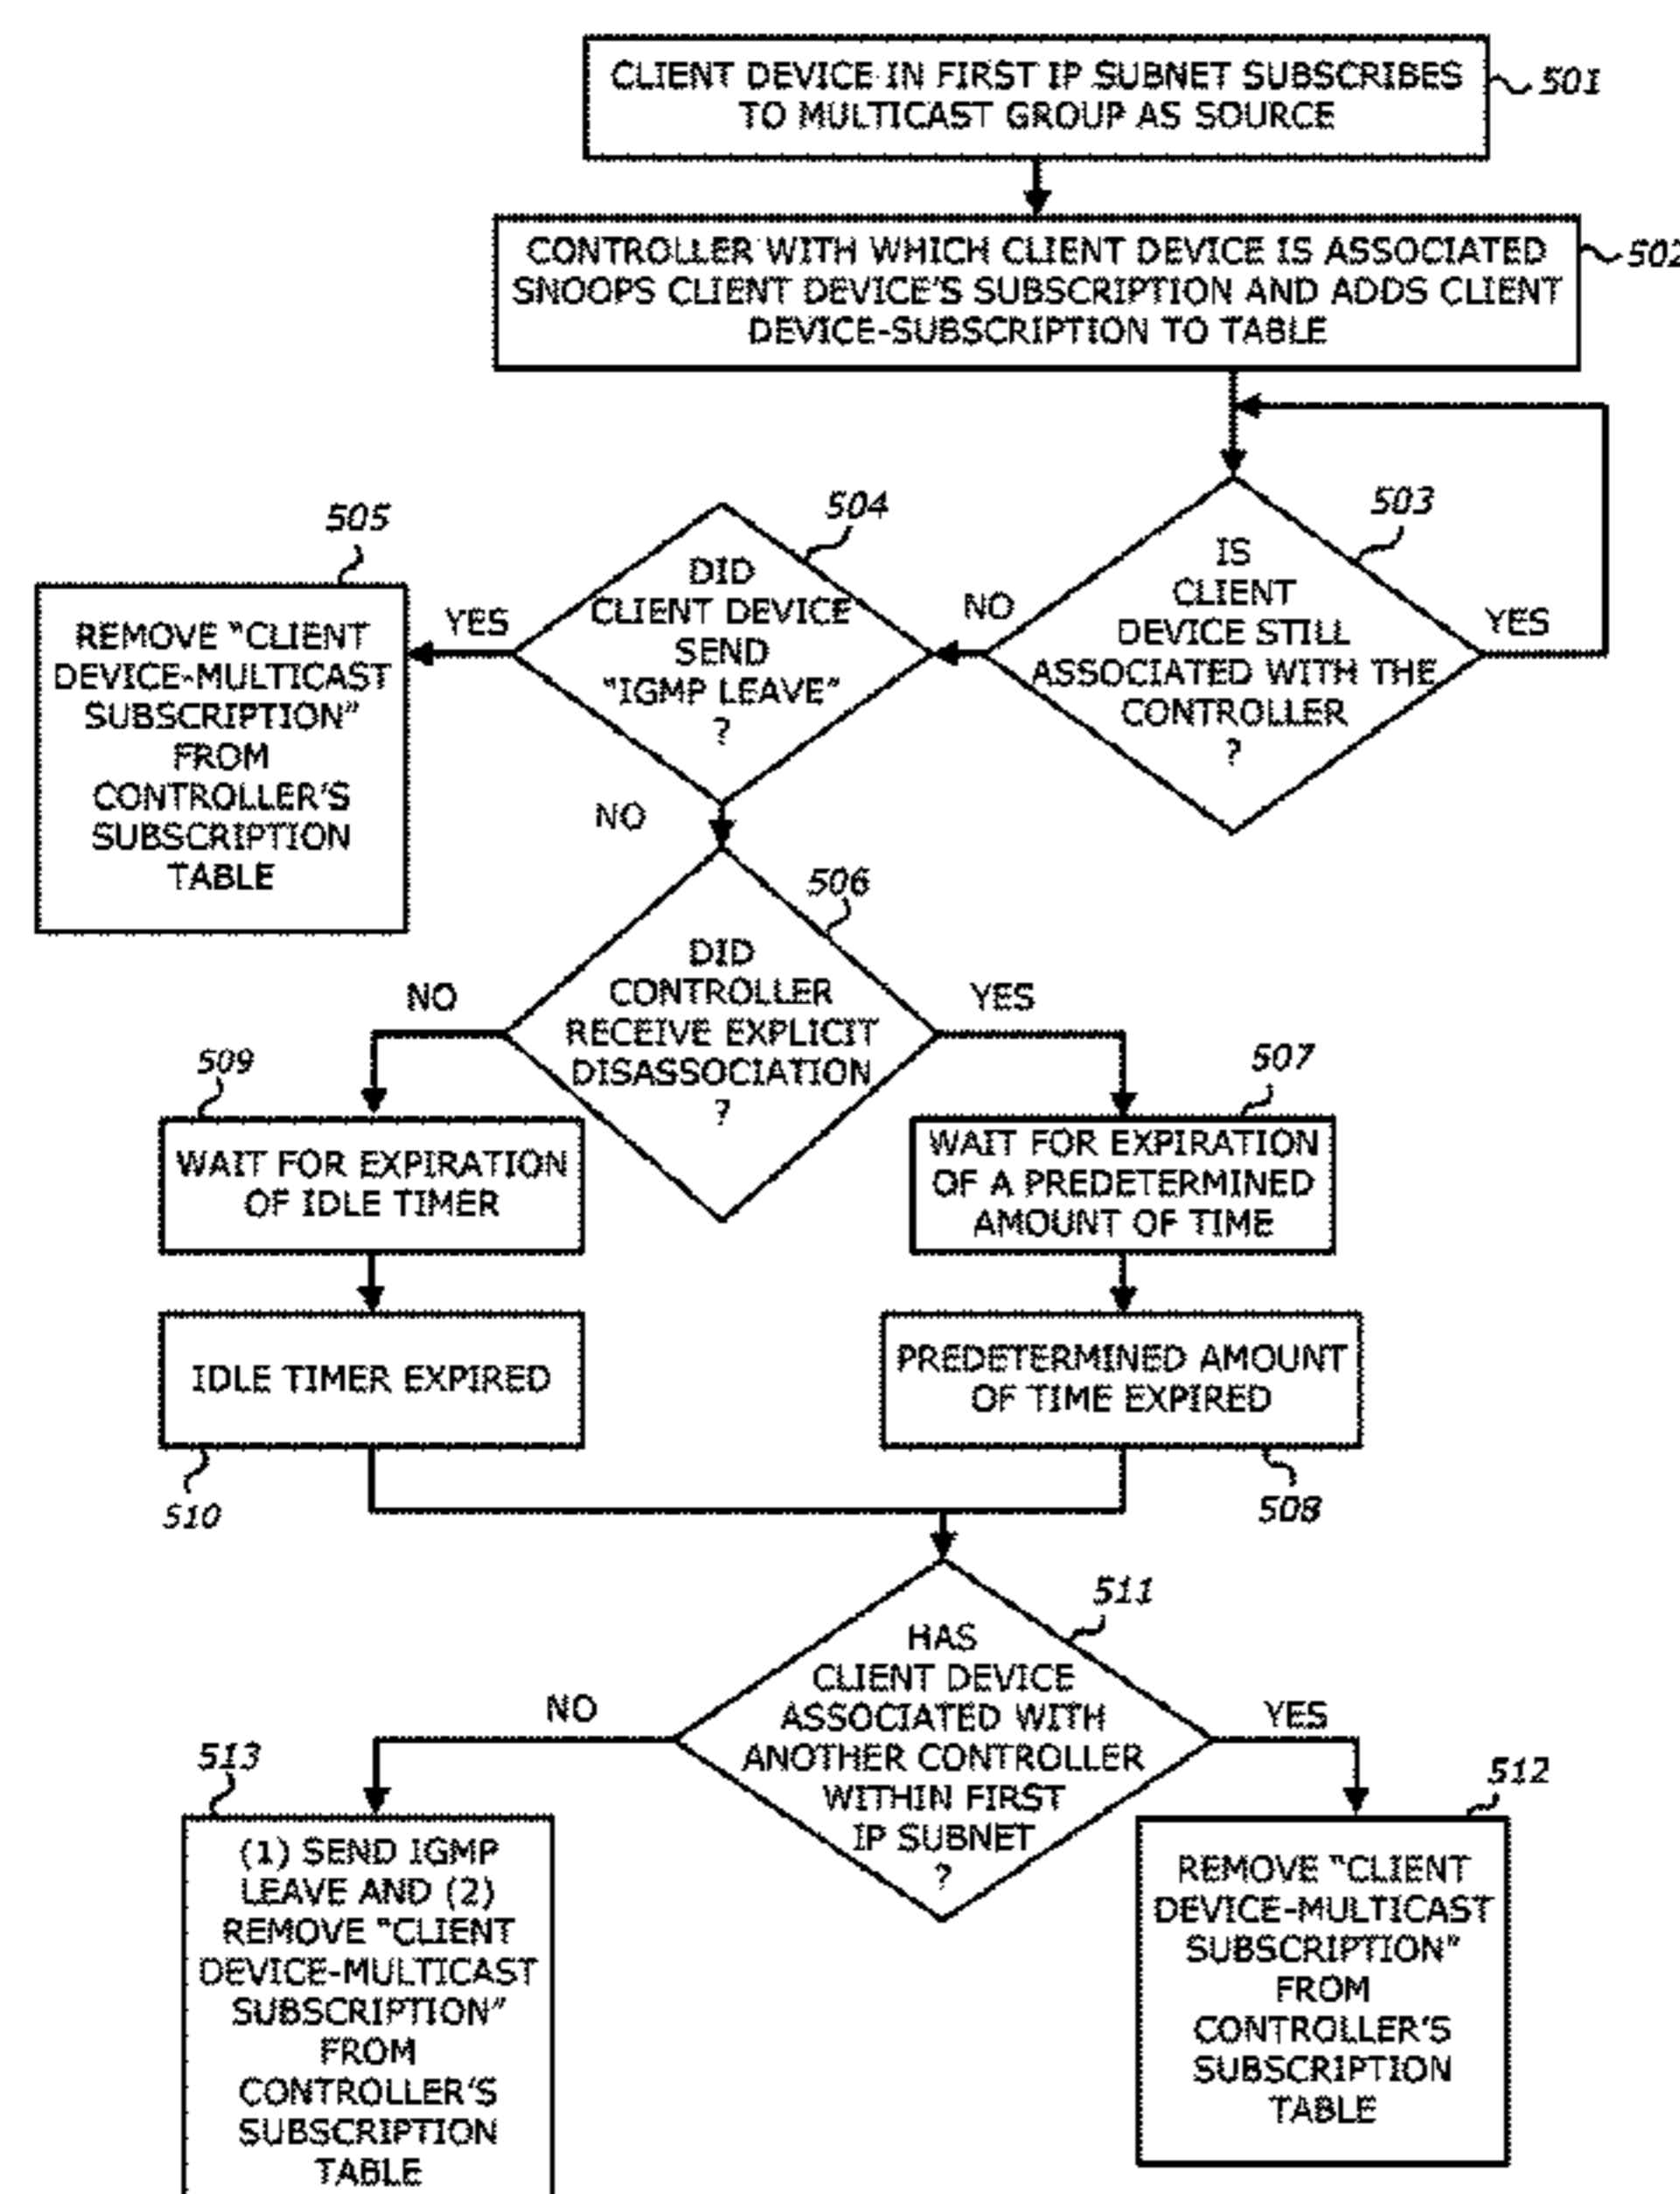 CLIENT DEVICE IN FIRST IP SUBNET SUBSCRIBES
TO MULTICAST GROUP AS SOURCE
501
CONTROLLER WITH WHICH CLIENT DEVICE IS ASSOCIATED
SNOOPS CLIENT DEVICE'S SUBSCRIPTION AND ADDS CLIENT
DEVICE-SUBSCRIPTION TO TABLE
502
503
IS
CLIENT
DEVICE STILL
ASSOCIATED WITH THE
CONTROLLER
?
YES
NO
504
DID
CLIENT DEVICE
SEND
"IGMP LEAVE"
?
YES
505
REMOVE "CLIENT
DEVICE-MULTICAST
SUBSCRIPTION"
FROM
CONTROLLER'S
SUBSCRIPTION
TABLE
NO
506
DID
CONTROLLER
RECEIVE EXPLICIT
DISASSOCIATION
?
NO
YES
509
WAIT FOR EXPIRATION
OF IDLE TIMER
507
WAIT FOR EXPIRATION
OF A PREDETERMINED
AMOUNT OF TIME
IDLE TIMER EXPIRED
510
PREDETERMINED AMOUNT
OF TIME EXPIRED
508
511
HAS
CLIENT DEVICE
ASSOCIATED WITH
ANOTHER CONTROLLER
WITHIN FIRST
IP SUBNET
?
NO
YES
513
(1) SEND IGMP
LEAVE AND (2)
REMOVE "CLIENT
DEVICE-MULTICAST
SUBSCRIPTION"
FROM
CONTROLLER'S
SUBSCRIPTION
TABLE
512
REMOVE "CLIENT
DEVICE-MULTICAST
SUBSCRIPTION"
FROM
CONTROLLER'S
SUBSCRIPTION
TABLE